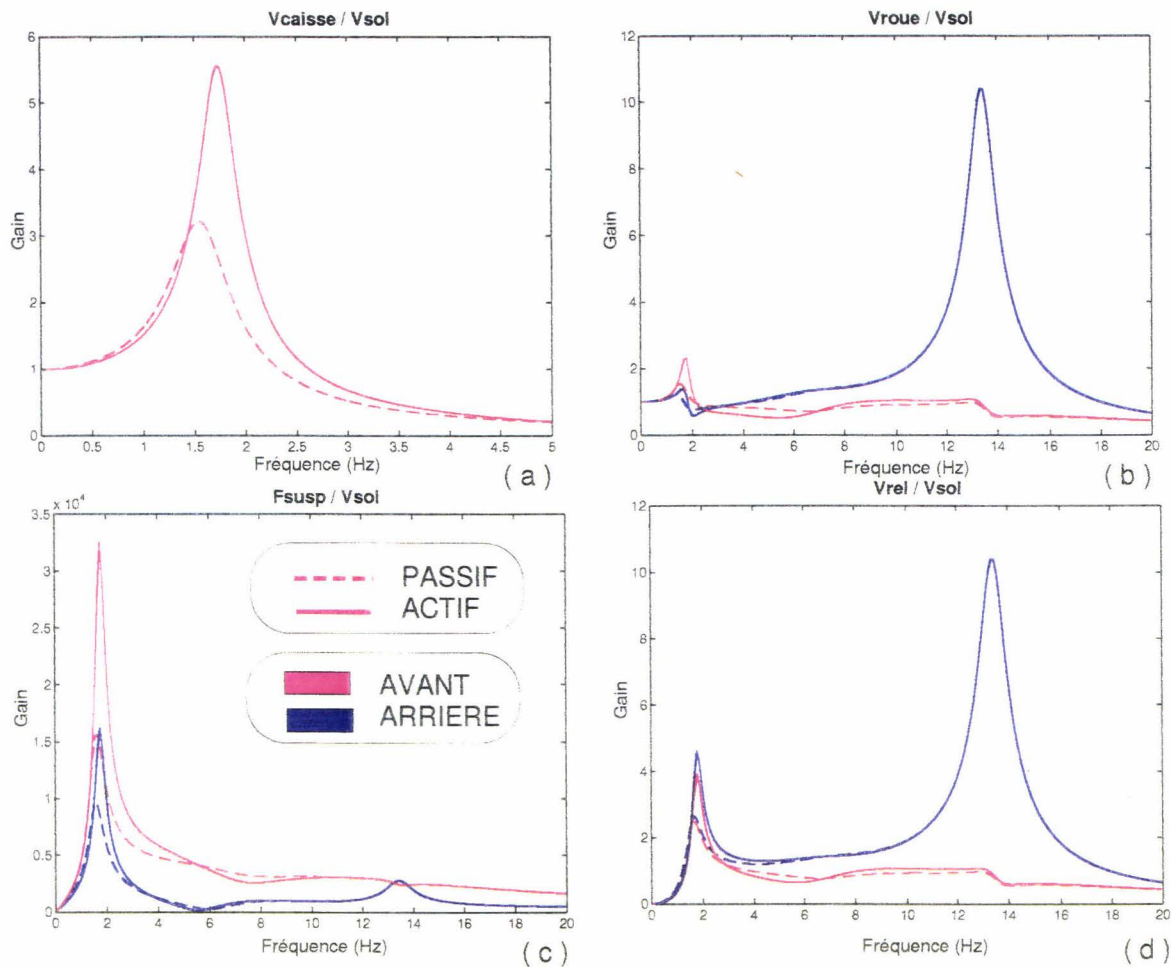 Vcaisse / Vsol
6
5
4
3
2
1
0
Gain
0 0.5 1 1.5 2 2.5 3 3.5 4 4.5 5
Fréquence (Hz)
(a)
Vroue / Vsol
12
10
8
6
4
2
0
Gain
0 2 4 6 8 10 12 14 16 18 20
Fréquence (Hz)
(b)
Fsusp / Vsol
x 10⁴
3.5
3
2.5
2
1.5
1
0.5
0
Gain
PASSIF
ACTIF
AVANT
ARRIERE
0 2 4 6 8 10 12 14 16 18 20
Fréquence (Hz)
(c)
Vrel / Vsol
12
10
8
6
4
2
0
Gain
0 2 4 6 8 10 12 14 16 18 20
Fréquence (Hz)
(d)